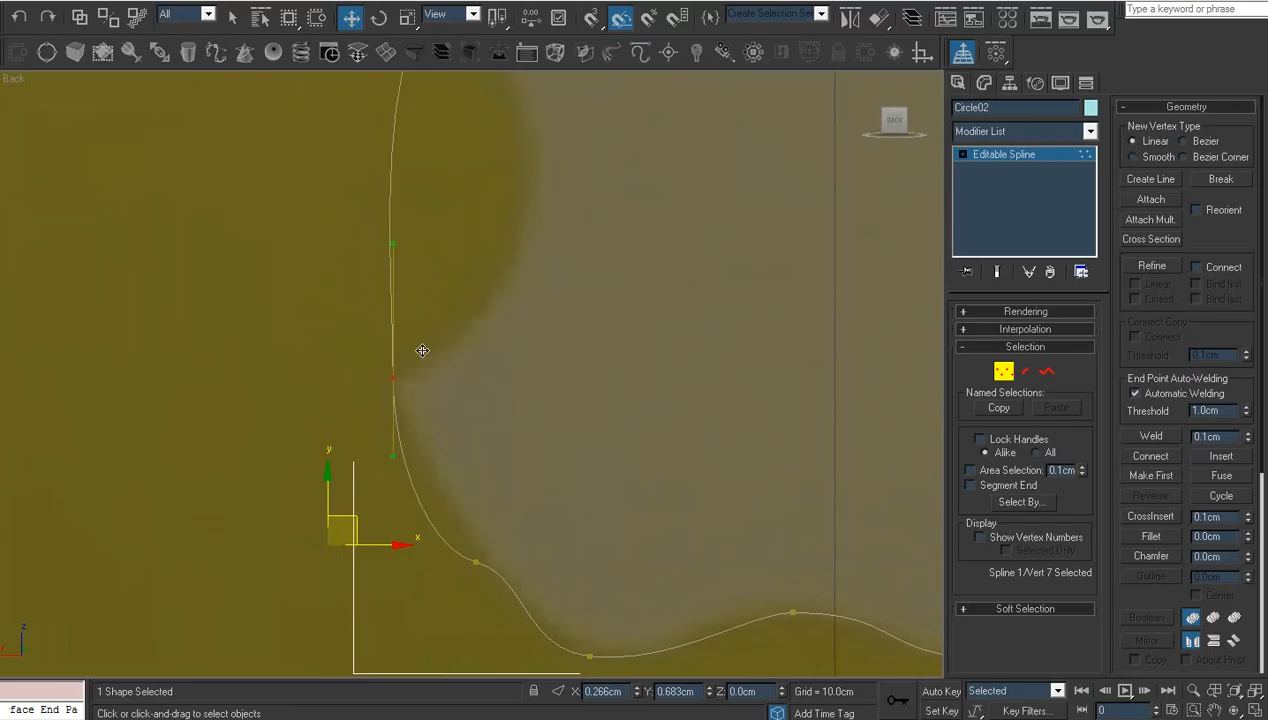 All
View
Create Selection Se
Type a keyword or phrase
Back
BACK
y
x
z
x
Circle02
Modifier List
Editable Spline
+ Rendering
+ Interpolation
- Selection
Named Selections:
Copy Paste
Lock Handles
Alike All
Area Selection: 0.1cm
Segment End
Select By...
Display
Show Vertex Numbers
Selected Only
Spline 1/Vert 7 Selected
+ Soft Selection
- Geometry
New Vertex Type
Linear Bezier
Smooth Bezier Corner
Create Line Break
Attach
Reorient
Attach Mult.
Cross Section
Refine Connect
Linear Bind first
Closed.. Bind last
Connect Copy
Connect
Threshold 0.1cm
End Point Auto-Welding
Automatic Welding
Threshold 1.0cm
Weld 0.1cm
Connect Insert
Make First Fuse
Reverse Cycle
CrossInsert 0.1cm
Fillet 0.0cm
Chamfer 0.0cm
Outline 0.0cm
Center
Boolean
Mirror
Copy About Pivot
1 Shape Selected
X: 0.266cm Y: 0.683cm Z: 0.0cm Grid = 10.0cm
Auto Key Selected
face End Pa
Click or click-and-drag to select objects
Add Time Tag
Set Key Key Filters... 0